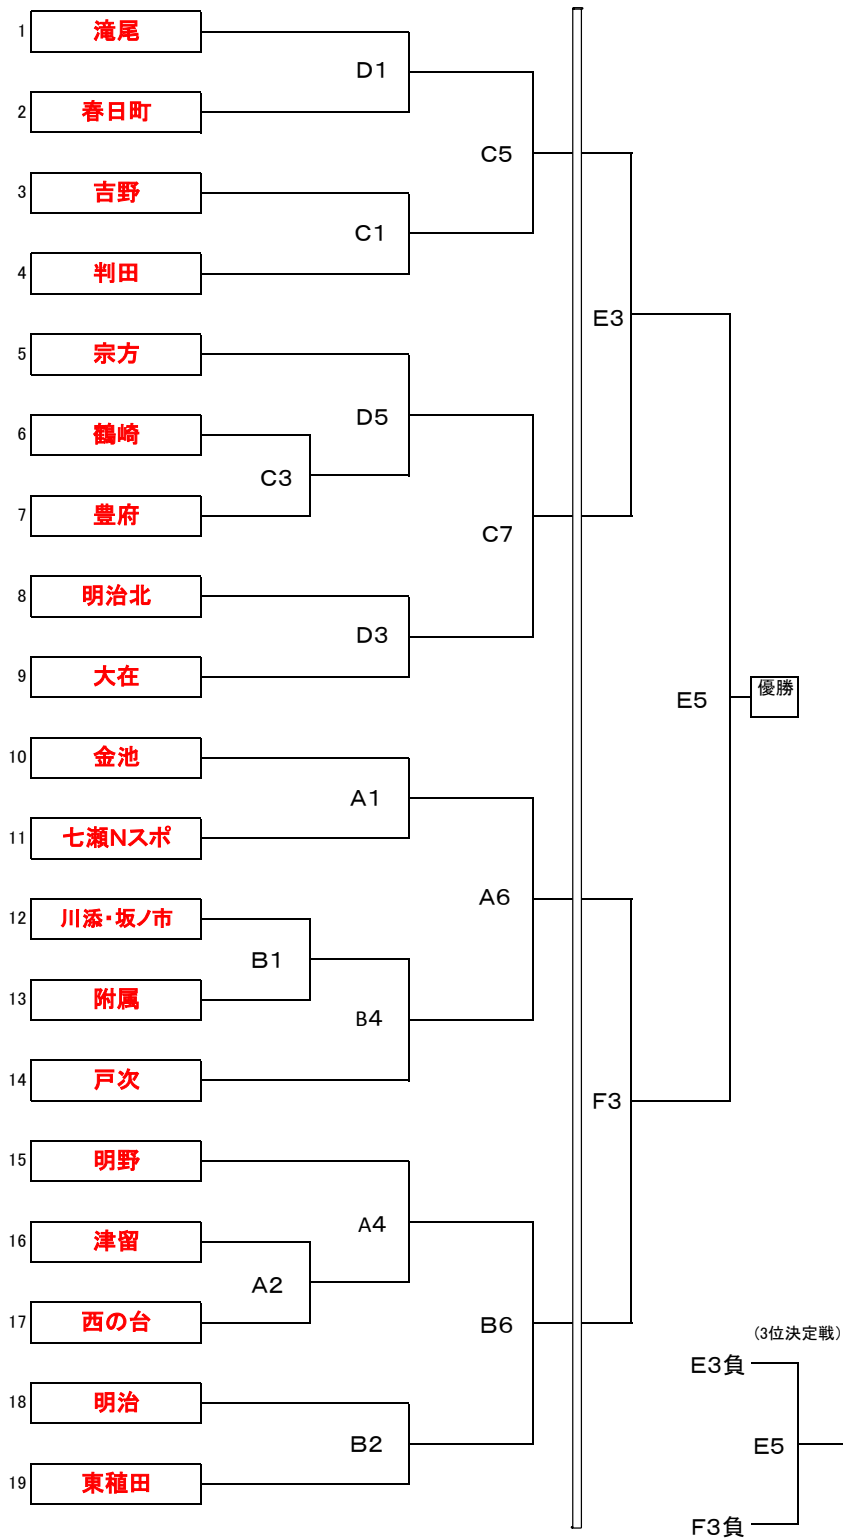 1 滝尾
D1
2 春日町
C5
3 吉野
C1
4 判田
E3
5 宗方
D5
6 鶴崎
C3
7 豊府
C7
8 明治北
D3
9 大在
E5 優勝
10 金池
A1
11 七瀬Nスポ
A6
12 川添・坂ノ市
B1
13 附属
B4
14 戸次
F3
15 明野
A4
16 津留
A2
17 西の台
B6
(3位決定戦)
E3負
18 明治
B2
E5
19 東稙田
F3負